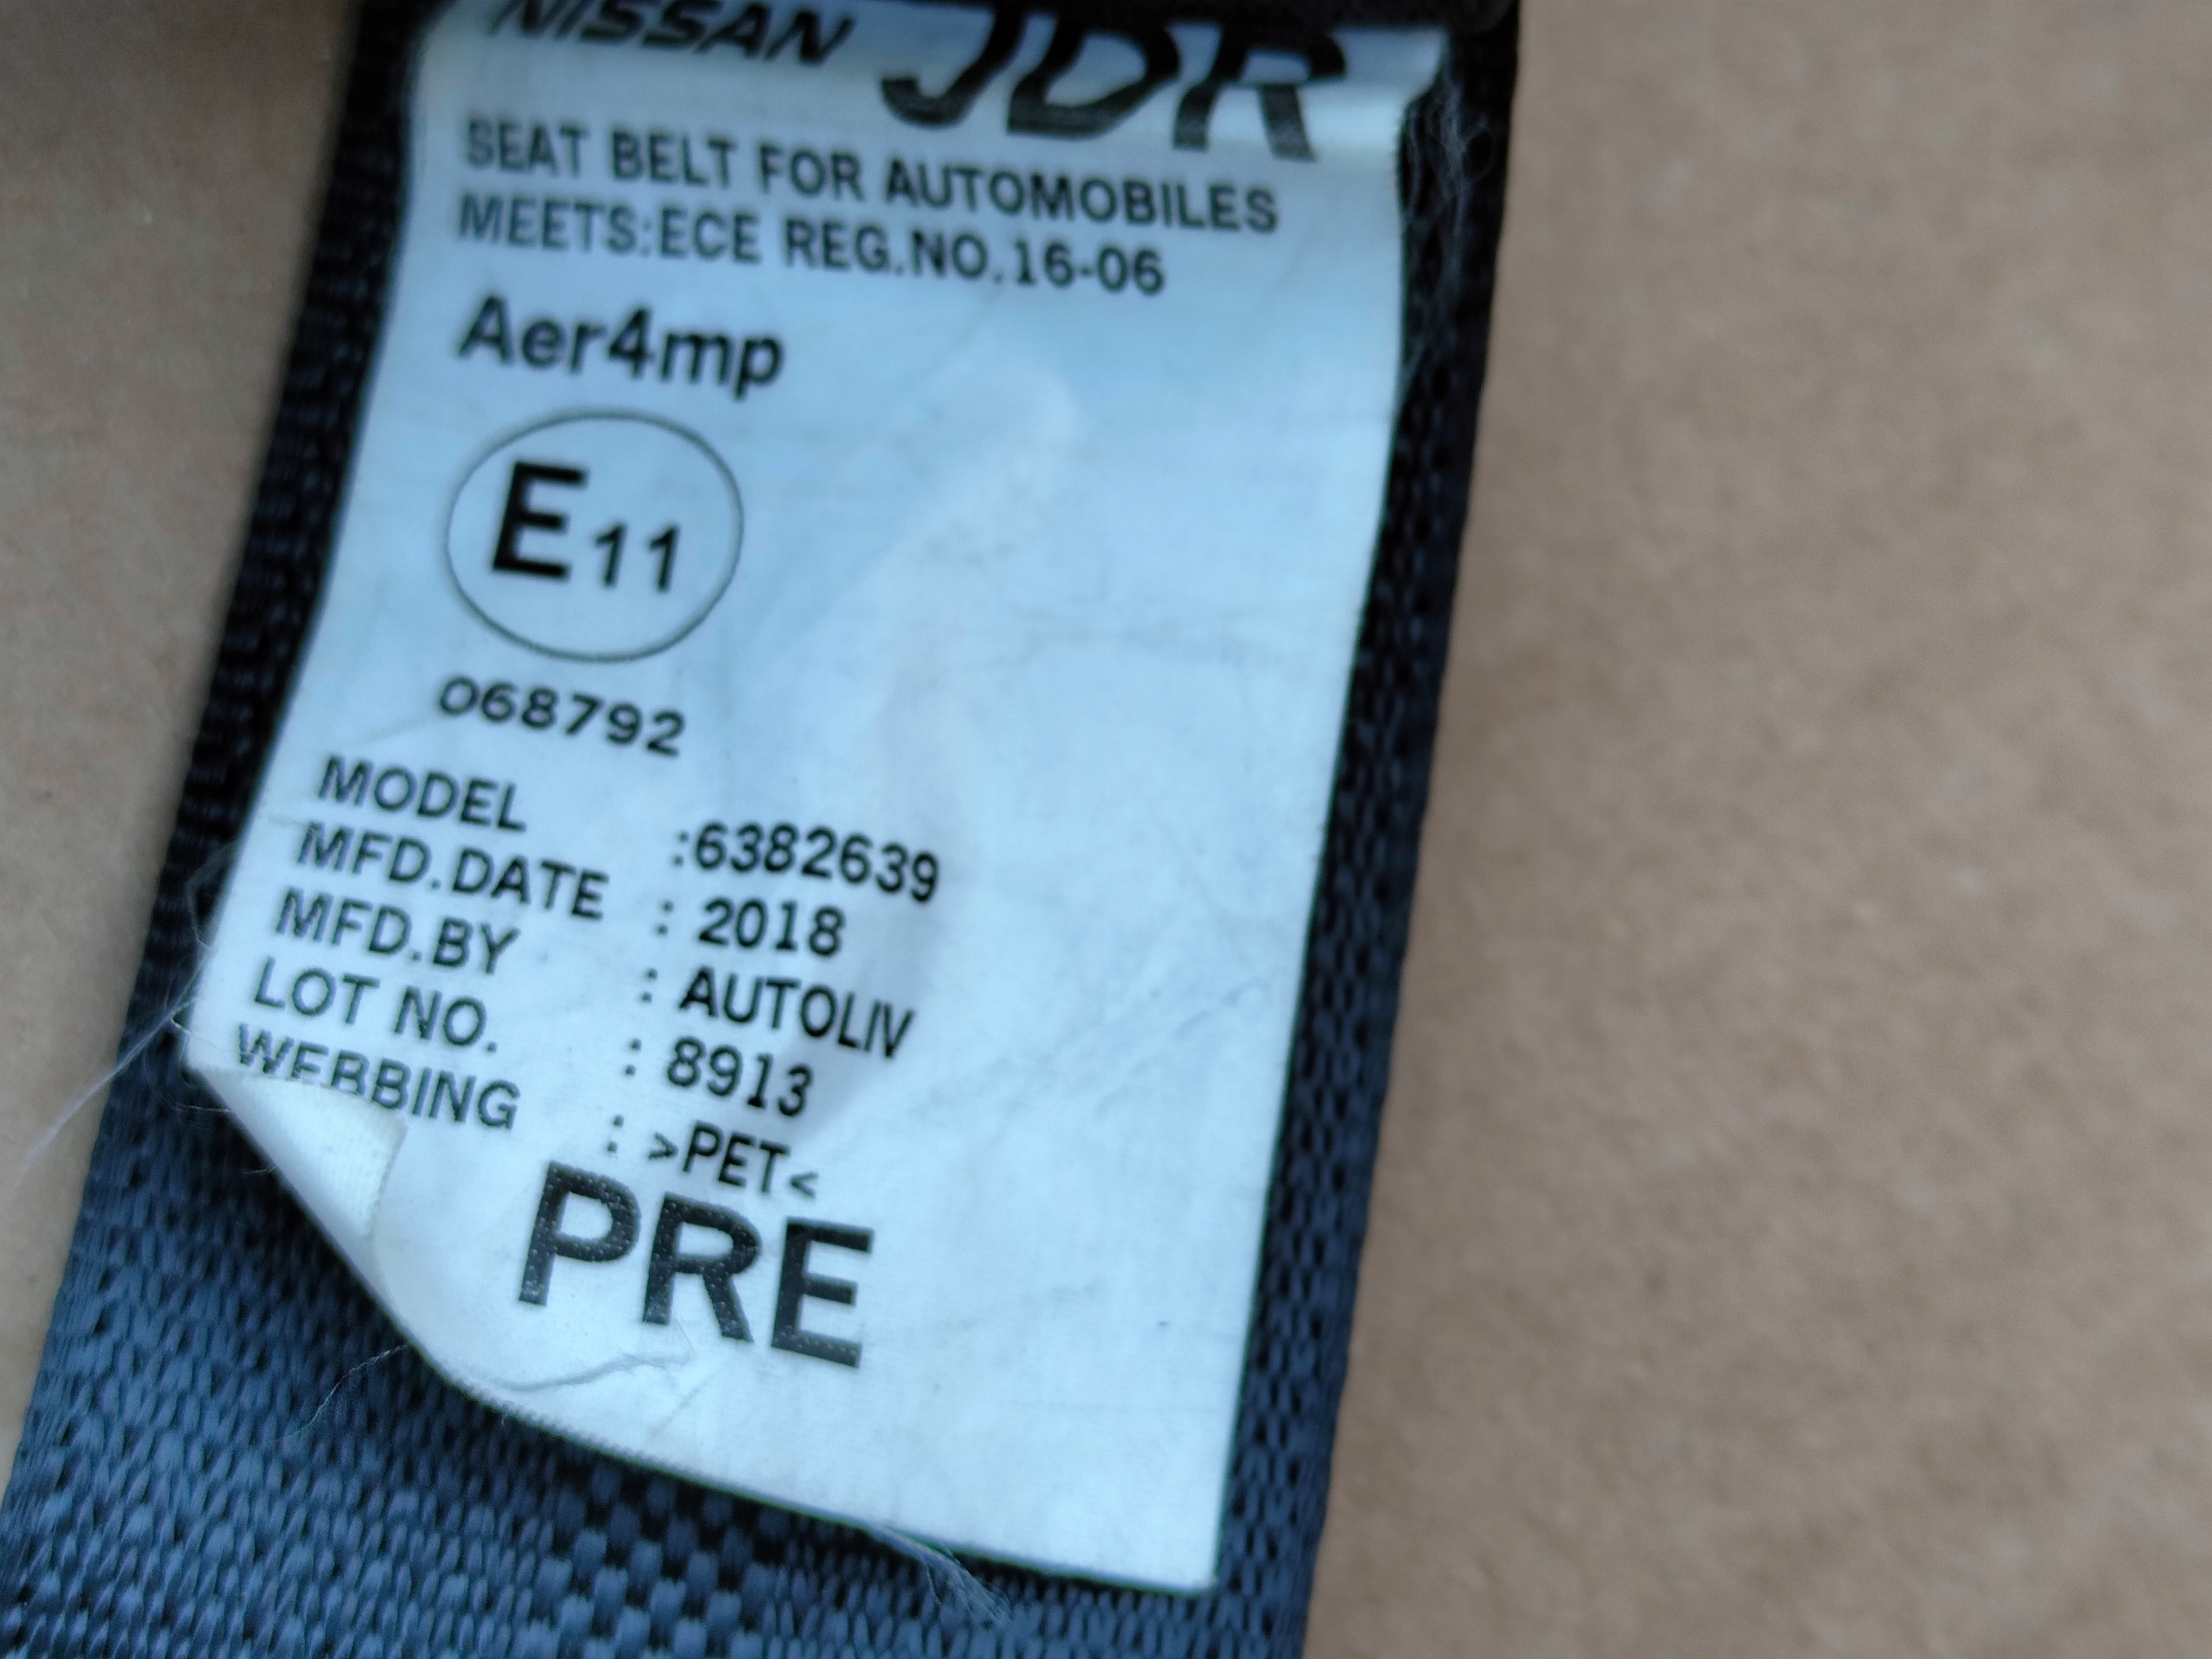 NISSAN JDR
SEAT BELT FOR AUTOMOBILES
MEETS:ECE REG.NO.16-06
Aer4mp
E11
068792
MODEL :6382639
MFD.DATE : 2018
MFD.BY : AUTOLIV
LOT NO. : 8913
WEBBING : >PET<
PRE